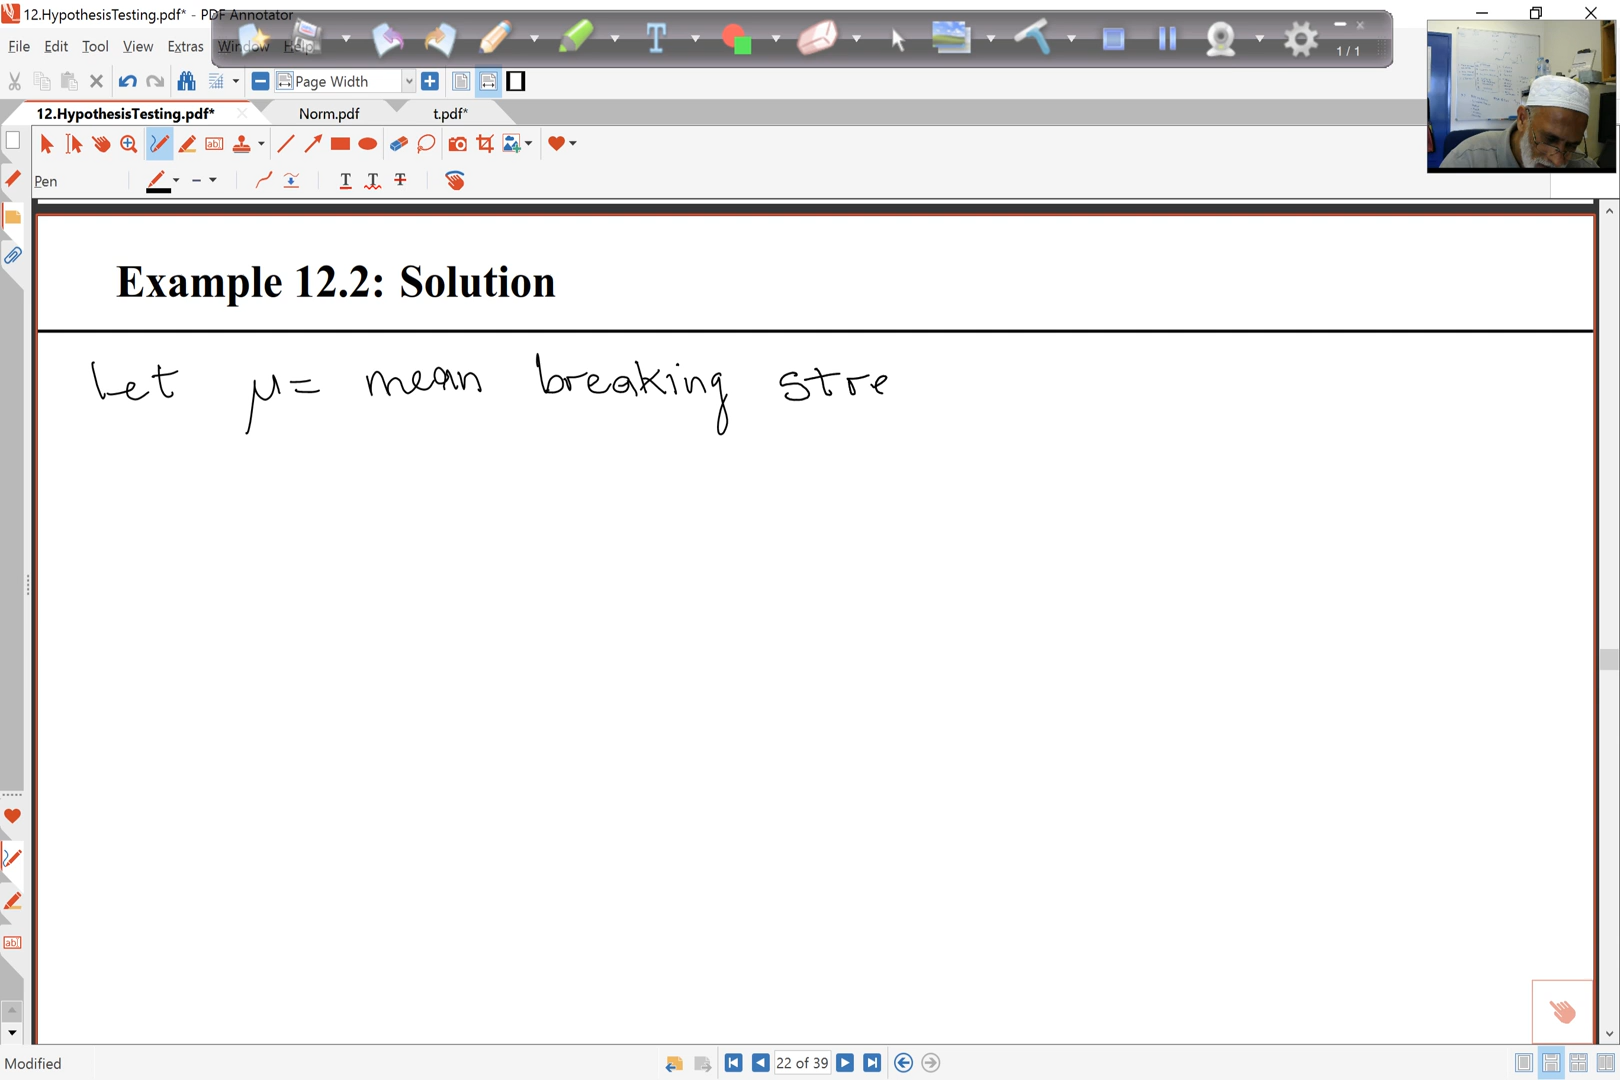 12.HypothesisTesting.pdf* - PDF Annotator
File Edit Tool View Extras Window Help
1 / 1
Page Width
12.HypothesisTesting.pdf* Norm.pdf t.pdf*
Pen
Example 12.2: Solution
Let μ = mean breaking stre
Modified
22 of 39